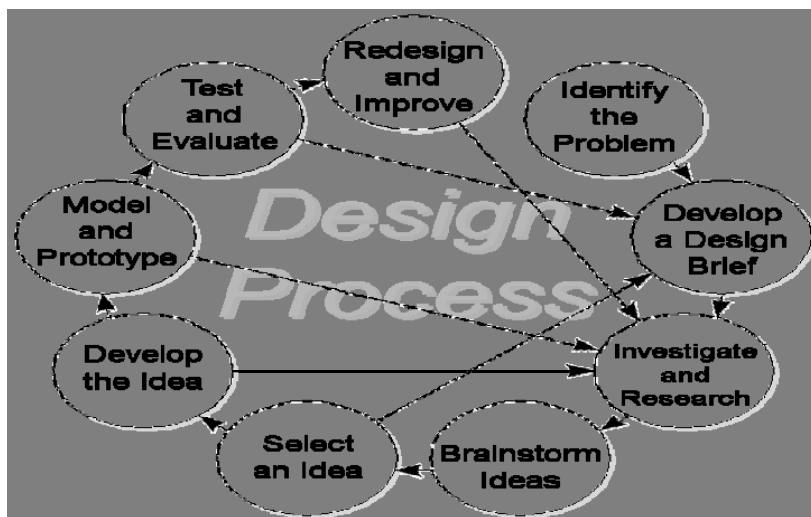 Design
Process
Identify
the
Problem
Develop
a Design
Brief
Investigate
and
Research
Brainstorm
Ideas
Select
an Idea
Develop
the Idea
Model
and
Prototype
Test
and
Evaluate
Redesign
and
Improve